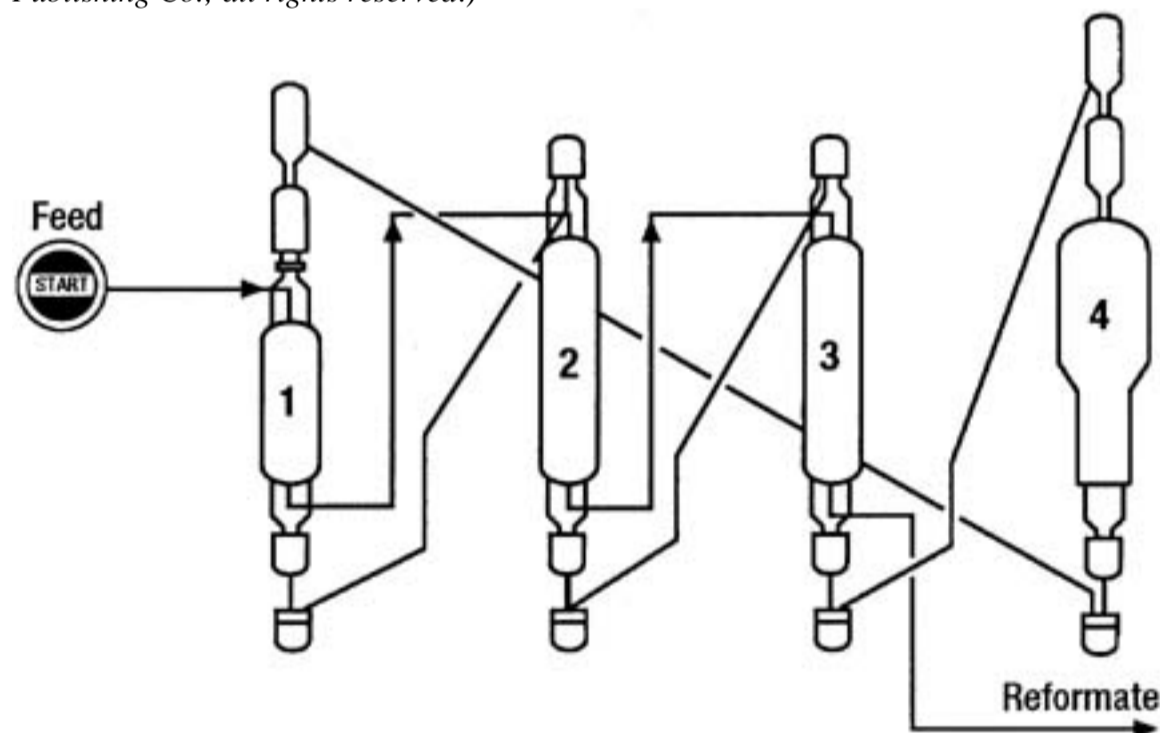 Publishing Co., all rights reserved.)
Feed
START
1
2
3
4
Reformate